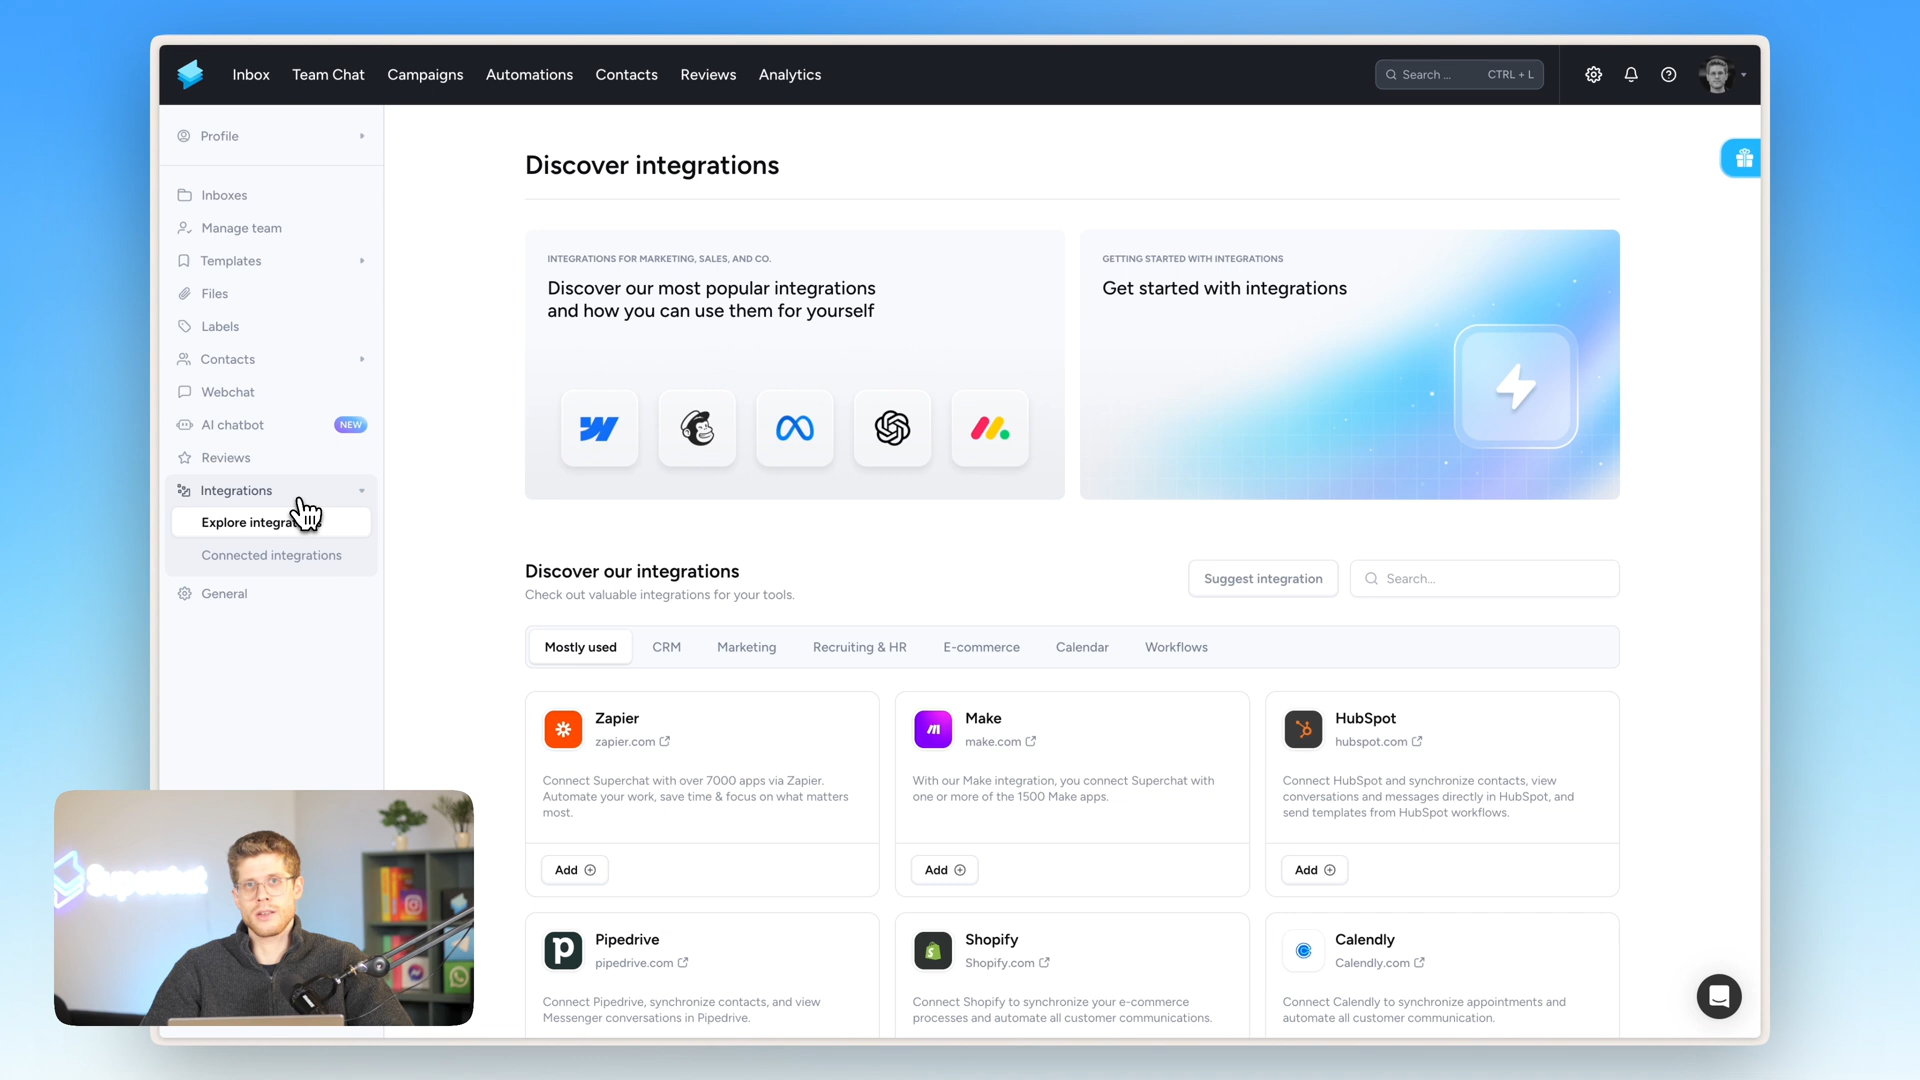 Inbox
Team Chat
Campaigns
Automations
Contacts
Reviews
Analytics
Search ...
CTRL + L
Profile
Inboxes
Manage team
Templates
Files
Labels
Contacts
Webchat
AI chatbot
NEW
Reviews
Integrations
Explore integra
Connected integrations
General
Discover integrations
INTEGRATIONS FOR MARKETING, SALES, AND CO.
Discover our most popular integrations
and how you can use them for yourself
GETTING STARTED WITH INTEGRATIONS
Get started with integrations
Discover our integrations
Check out valuable integrations for your tools.
Suggest integration
Search...
Mostly used
CRM
Marketing
Recruiting & HR
E-commerce
Calendar
Workflows
Zapier
zapier.com
Connect Superchat with over 7000 apps via Zapier.
Automate your work, save time & focus on what matters
most.
Add
Make
make.com
With our Make integration, you connect Superchat with
one or more of the 1500 Make apps.
Add
HubSpot
hubspot.com
Connect HubSpot and synchronize contacts, view
conversations and messages directly in HubSpot, and
send templates from HubSpot workflows.
Add
Pipedrive
pipedrive.com
Connect Pipedrive, synchronize contacts, and view
Messenger conversations in Pipedrive.
Shopify
Shopify.com
Connect Shopify to synchronize your e-commerce
processes and automate all customer communications.
Calendly
Calendly.com
Connect Calendly to synchronize appointments and
automate all customer communication.
Superchat